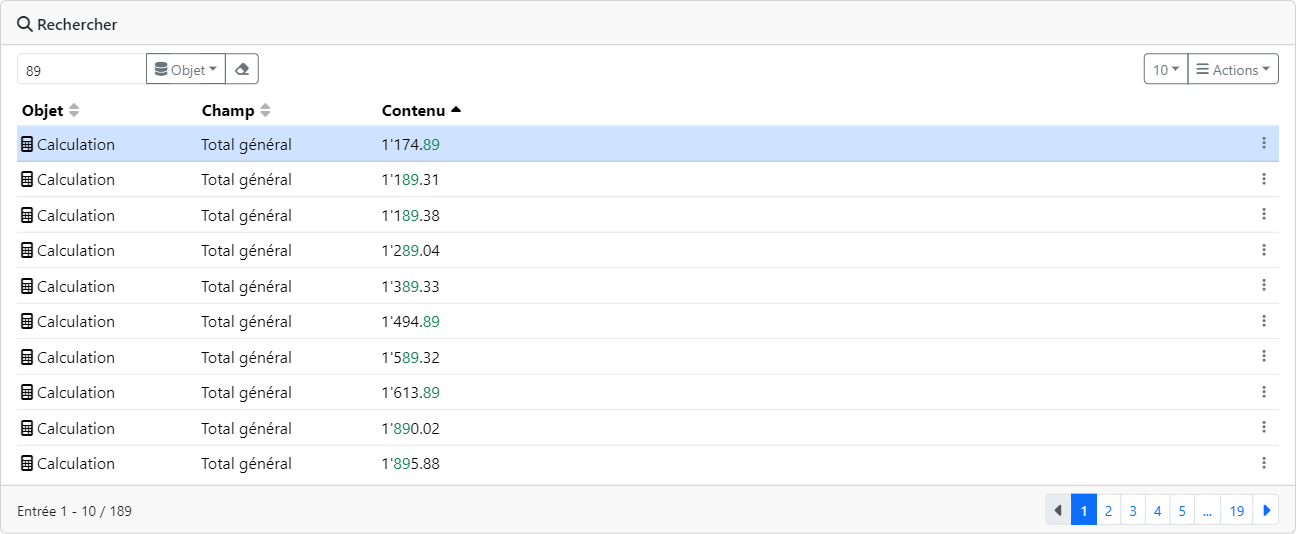 Rechercher
89 Objet 10 Actions
Objet Champ Contenu
Calculation Total général 1'174.89
Calculation Total général 1'189.31
Calculation Total général 1'189.38
Calculation Total général 1'289.04
Calculation Total général 1'389.33
Calculation Total général 1'494.89
Calculation Total général 1'589.32
Calculation Total général 1'613.89
Calculation Total général 1'890.02
Calculation Total général 1'895.88
Entrée 1 - 10 / 189 1 2 3 4 5 ... 19